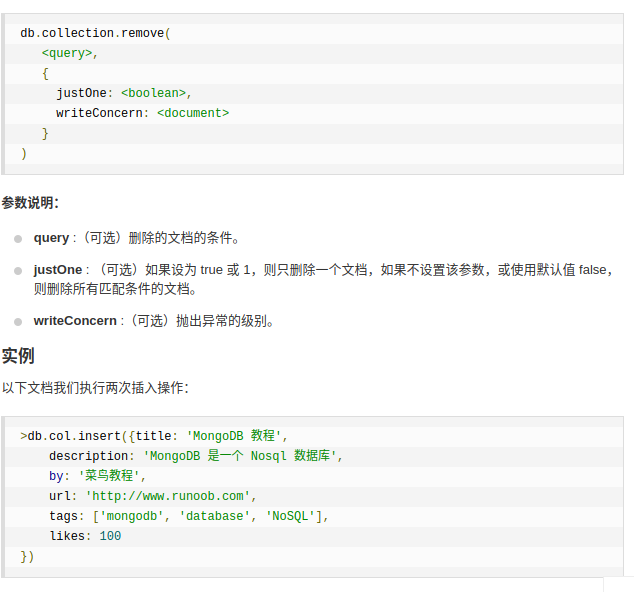 db.collection.remove(
<query>,
{
justOne: <boolean>,
writeConcern: <document>
}
)
参数说明：
query :（可选）删除的文档的条件。
justOne : （可选）如果设为 true 或 1，则只删除一个文档，如果不设置该参数，或使用默认值 false，
则删除所有匹配条件的文档。
writeConcern :（可选）抛出异常的级别。
实例
以下文档我们执行两次插入操作：
>db.col.insert({title: 'MongoDB 教程',
description: 'MongoDB 是一个 Nosql 数据库',
by: '菜鸟教程',
url: 'http://www.runoob.com',
tags: ['mongodb', 'database', 'NoSQL'],
likes: 100
})